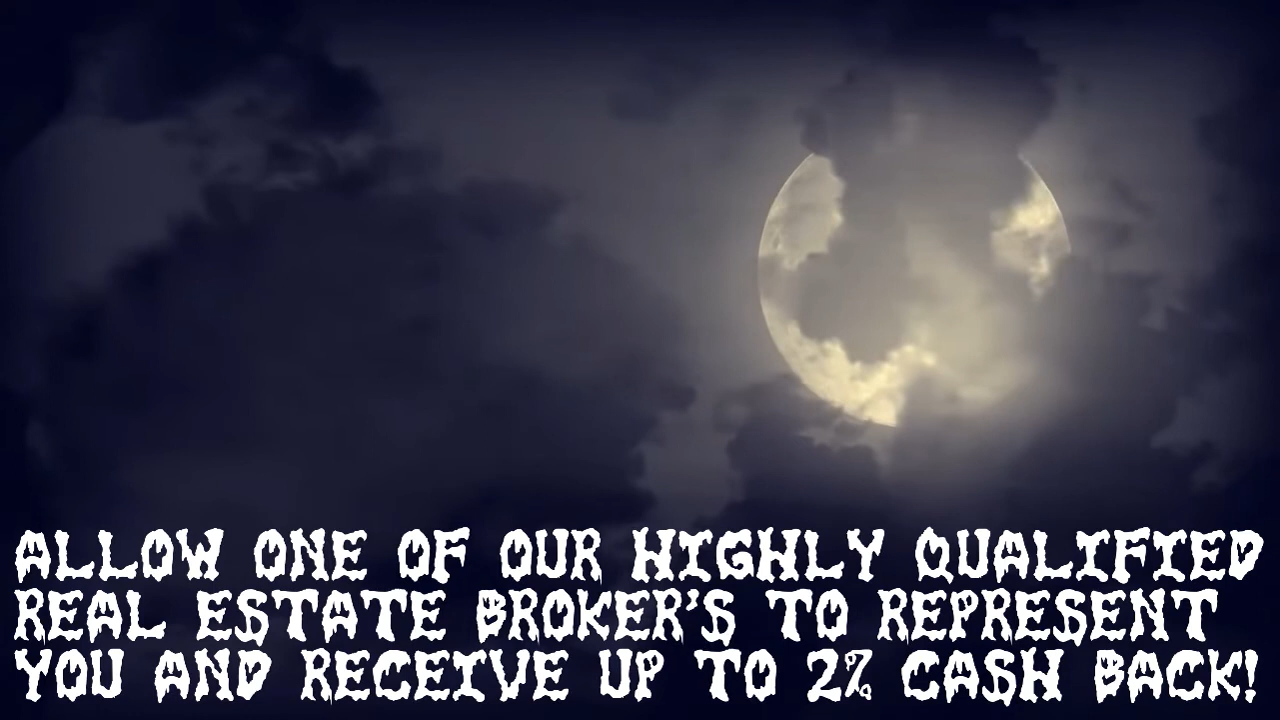 ALLOW ONE OF OUR HIGHLY QUALIFIED
REAL ESTATE BROKER'S TO REPRESENT
YOU AND RECEIVE UP TO 2% CASH BACK!